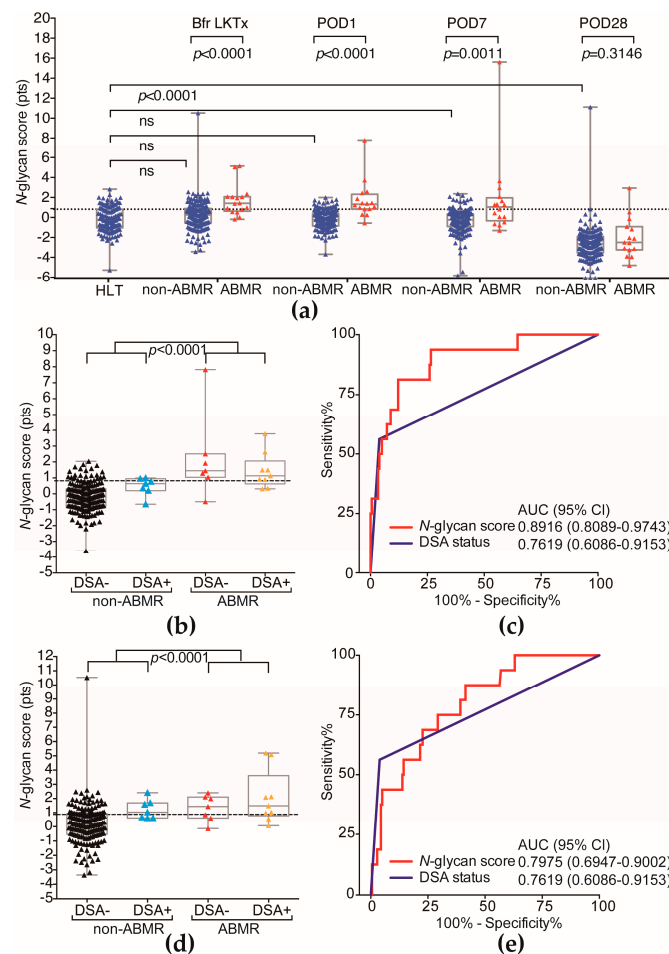 Bfr LKTx POD1 POD7 POD28
p<0.0001 p<0.0001 p=0.0011 p=0.3146
p<0.0001
ns
ns
ns
N-glycan score (pts)
20
18
16
14
12
10
8
6
4
2
0
-2
-4
6
HLT non-ABMR ABMR non-ABMR ABMR non-ABMR ABMR non-ABMR ABMR
(a)
N-glycan score (pts)
10
9
8
7
6
5
4
3
2
1
0
-1
-2
-3
-4
-5
p<0.0001
DSA- DSA+ DSA- DSA+
non-ABMR ABMR
(b)
Sensitivity%
100
75
50
25
0
AUC (95% CI)
N-glycan score 0.8916 (0.8089-0.9743)
DSA status 0.7619 (0.6086-0.9153)
0 25 50 75 100
100% - Specificity%
(c)
N-glycan score (pts)
12
11
10
9
8
7
6
5
4
3
2
1
0
-1
-2
-3
-4
-5
p<0.0001
DSA- DSA+ DSA- DSA+
non-ABMR ABMR
(d)
Sensitivity%
100
75
50
25
0
AUC (95% CI)
N-glycan score 0.7975 (0.6947-0.9002)
DSA status 0.7619 (0.6086-0.9153)
0 25 50 75 100
100% - Specificity%
(e)